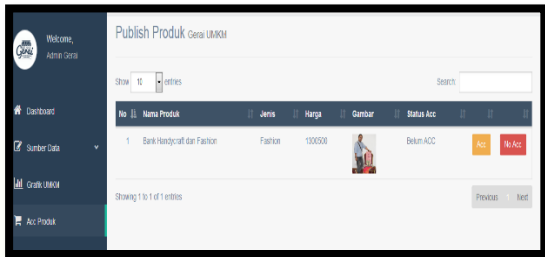 Gerai
Welcome,
Admin Gerai
Dashboard
Sumber Data
Grafik UMKM
Acc Produk
Publish Produk Gerai UMKM
Show 10 entries
Search:
No Nama Produk Jenis Harga Gambar Status Acc
1 Bank Handycraft dan Fashion Fashion 1300500 Belum ACC Acc No Acc
Showing 1 to 1 of 1 entries
Previous 1 Next